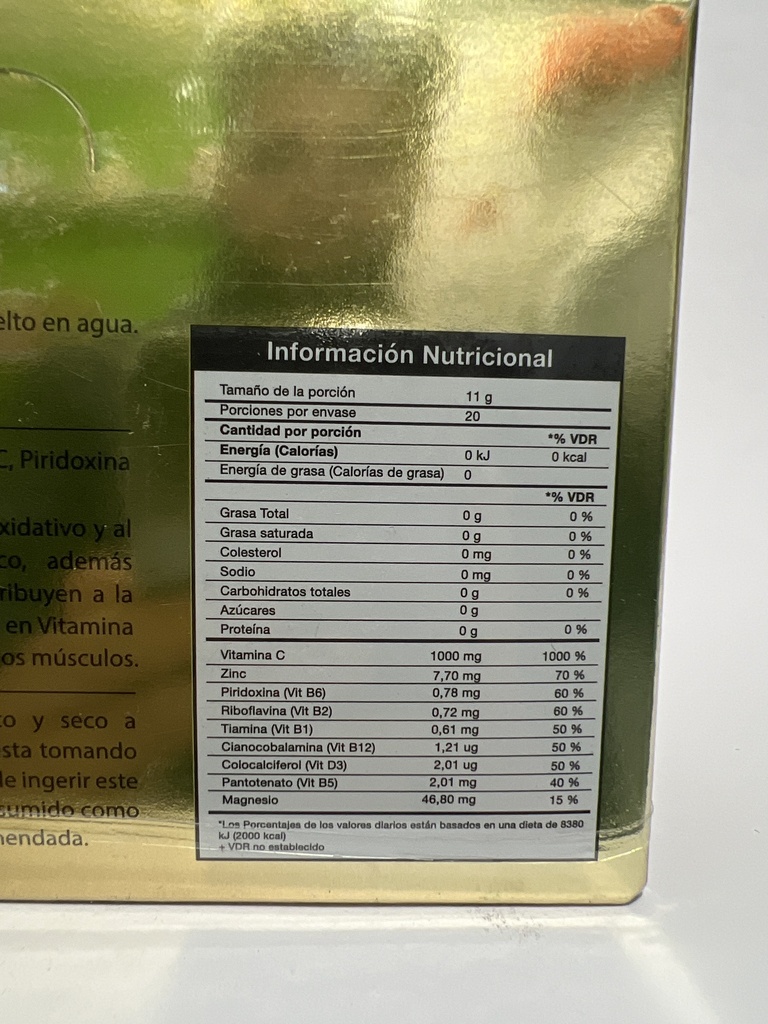 elto en agua.
C, Piridoxina
xidativo y al
co, además
ribuyen a la
en Vitamina
os músculos.
co y seco a
sta tomando
de ingerir este
sumido como
mendada.
Información Nutricional
Tamaño de la porción 11 g
Porciones por envase 20
Cantidad por porción *% VDR
Energía (Calorías) 0 kJ 0 kcal
Energía de grasa (Calorías de grasa) 0
*% VDR
Grasa Total 0 g 0 %
Grasa saturada 0 g 0 %
Colesterol 0 mg 0 %
Sodio 0 mg 0 %
Carbohidratos totales 0 g 0 %
Azúcares 0 g
Proteína 0 g 0 %
Vitamina C 1000 mg 1000 %
Zinc 7,70 mg 70 %
Piridoxina (Vit B6) 0,78 mg 60 %
Riboflavina (Vit B2) 0,72 mg 60 %
Tiamina (Vit B1) 0,61 mg 50 %
Cianocobalamina (Vit B12) 1,21 ug 50 %
Colocalciferol (Vit D3) 2,01 ug 50 %
Pantotenato (Vit B5) 2,01 mg 40 %
Magnesio 46,80 mg 15 %
*Los Porcentajes de los valores diarios están basados en una dieta de 8380
kJ (2000 kcal)
+ VDR no establecido